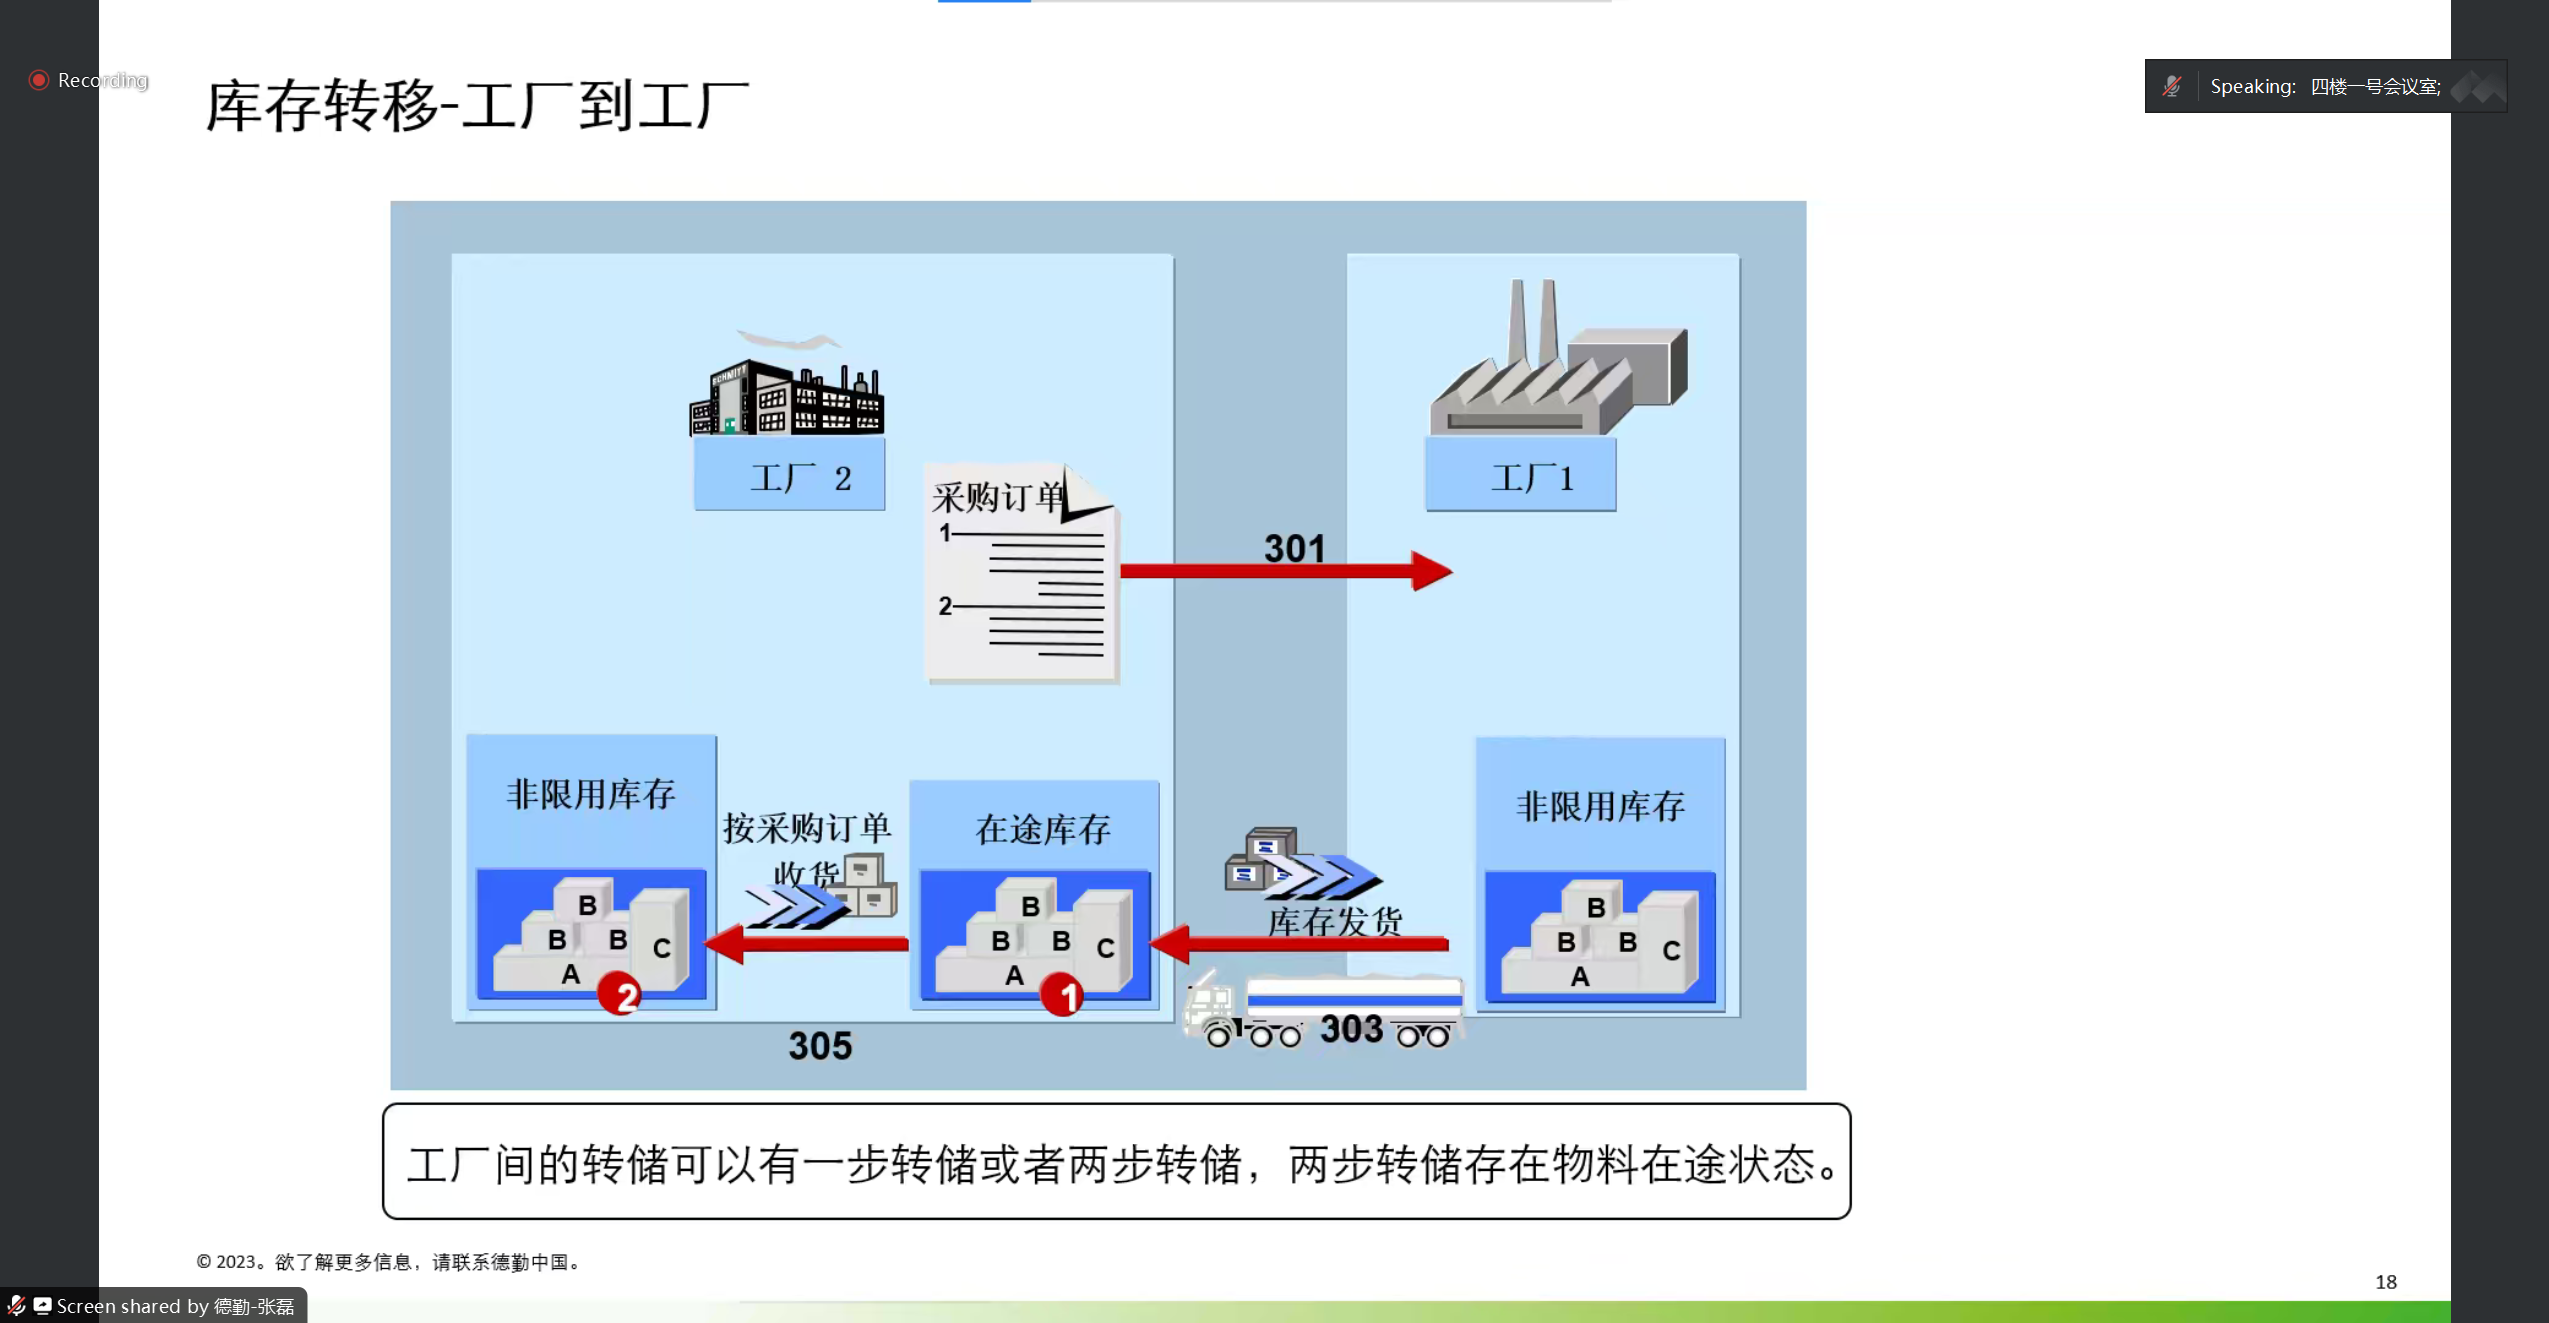 Recording
Speaking: 四楼一号会议室;
库存转移-工厂到工厂
SCHMITT
工厂 2
工厂1
采购订单
1
2
301
非限用库存
按采购订单
收货
在途库存
库存发货
非限用库存
B
B B C
A
2
B
B B C
A
1
B
B B C
A
305
303
工厂间的转储可以有一步转储或者两步转储，两步转储存在物料在途状态。
© 2023。欲了解更多信息，请联系德勤中国。
18
Screen shared by 德勤-张磊